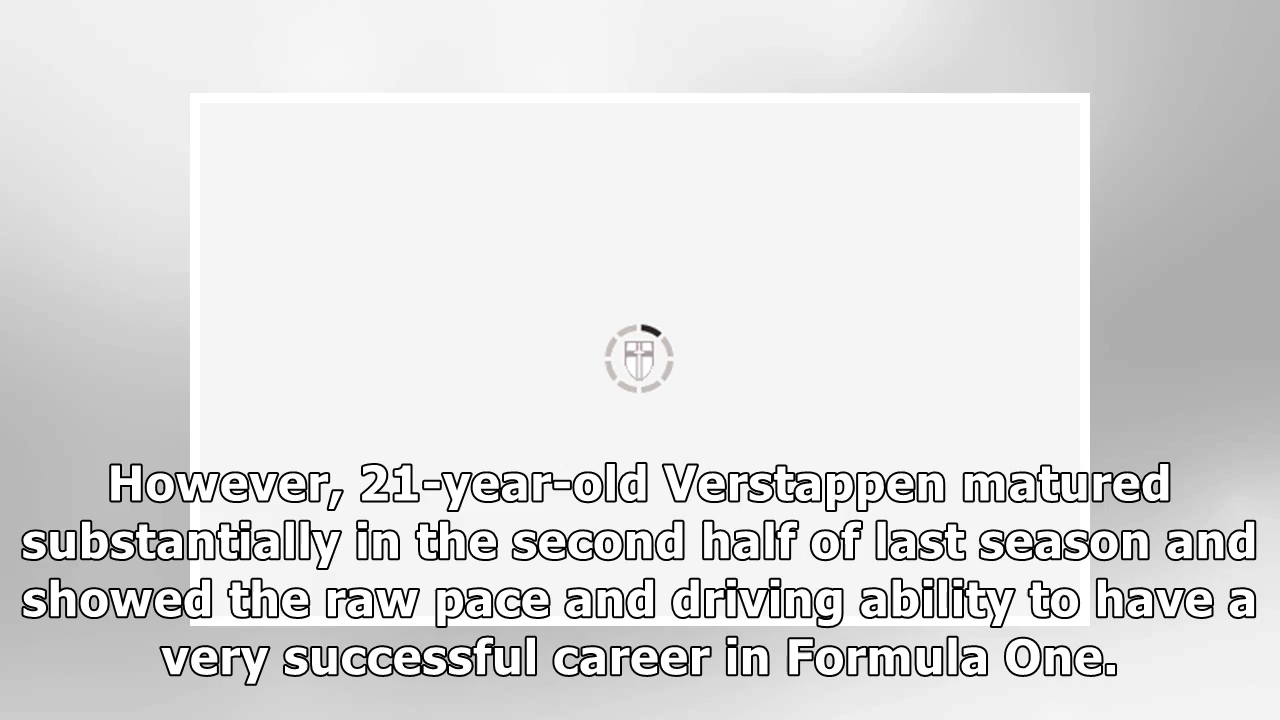 However, 21-year-old Verstappen matured
substantially in the second half of last season and
showed the raw pace and driving ability to have a
very successful career in Formula One.